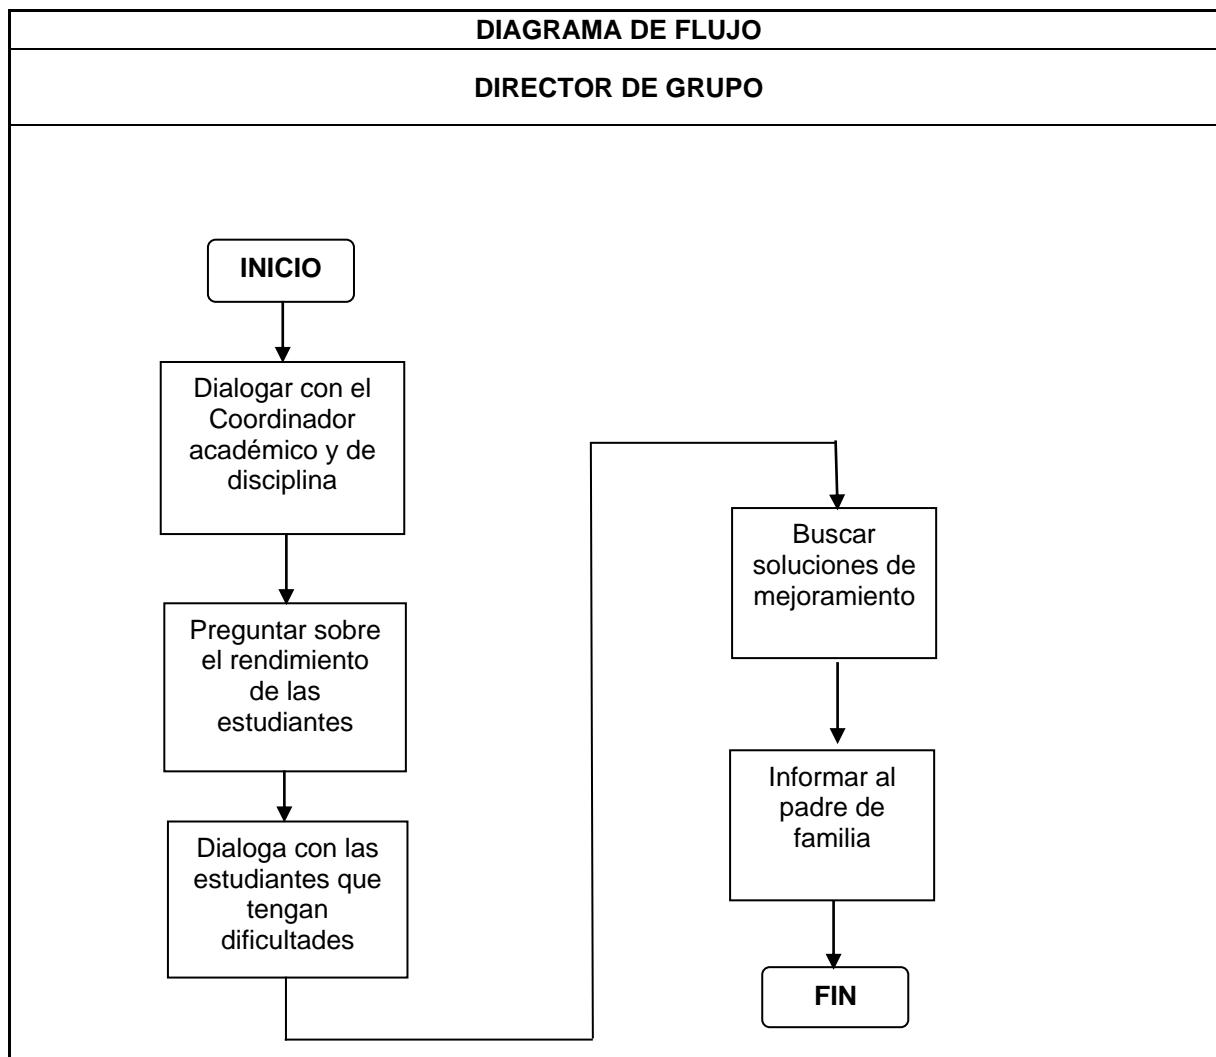 DIAGRAMA DE FLUJO
DIRECTOR DE GRUPO
INICIO
Dialogar con el
Coordinador
académico y de
disciplina
Preguntar sobre
el rendimiento
de las
estudiantes
Dialoga con las
estudiantes que
tengan
dificultades
Buscar
soluciones de
mejoramiento
Informar al
padre de
familia
FIN